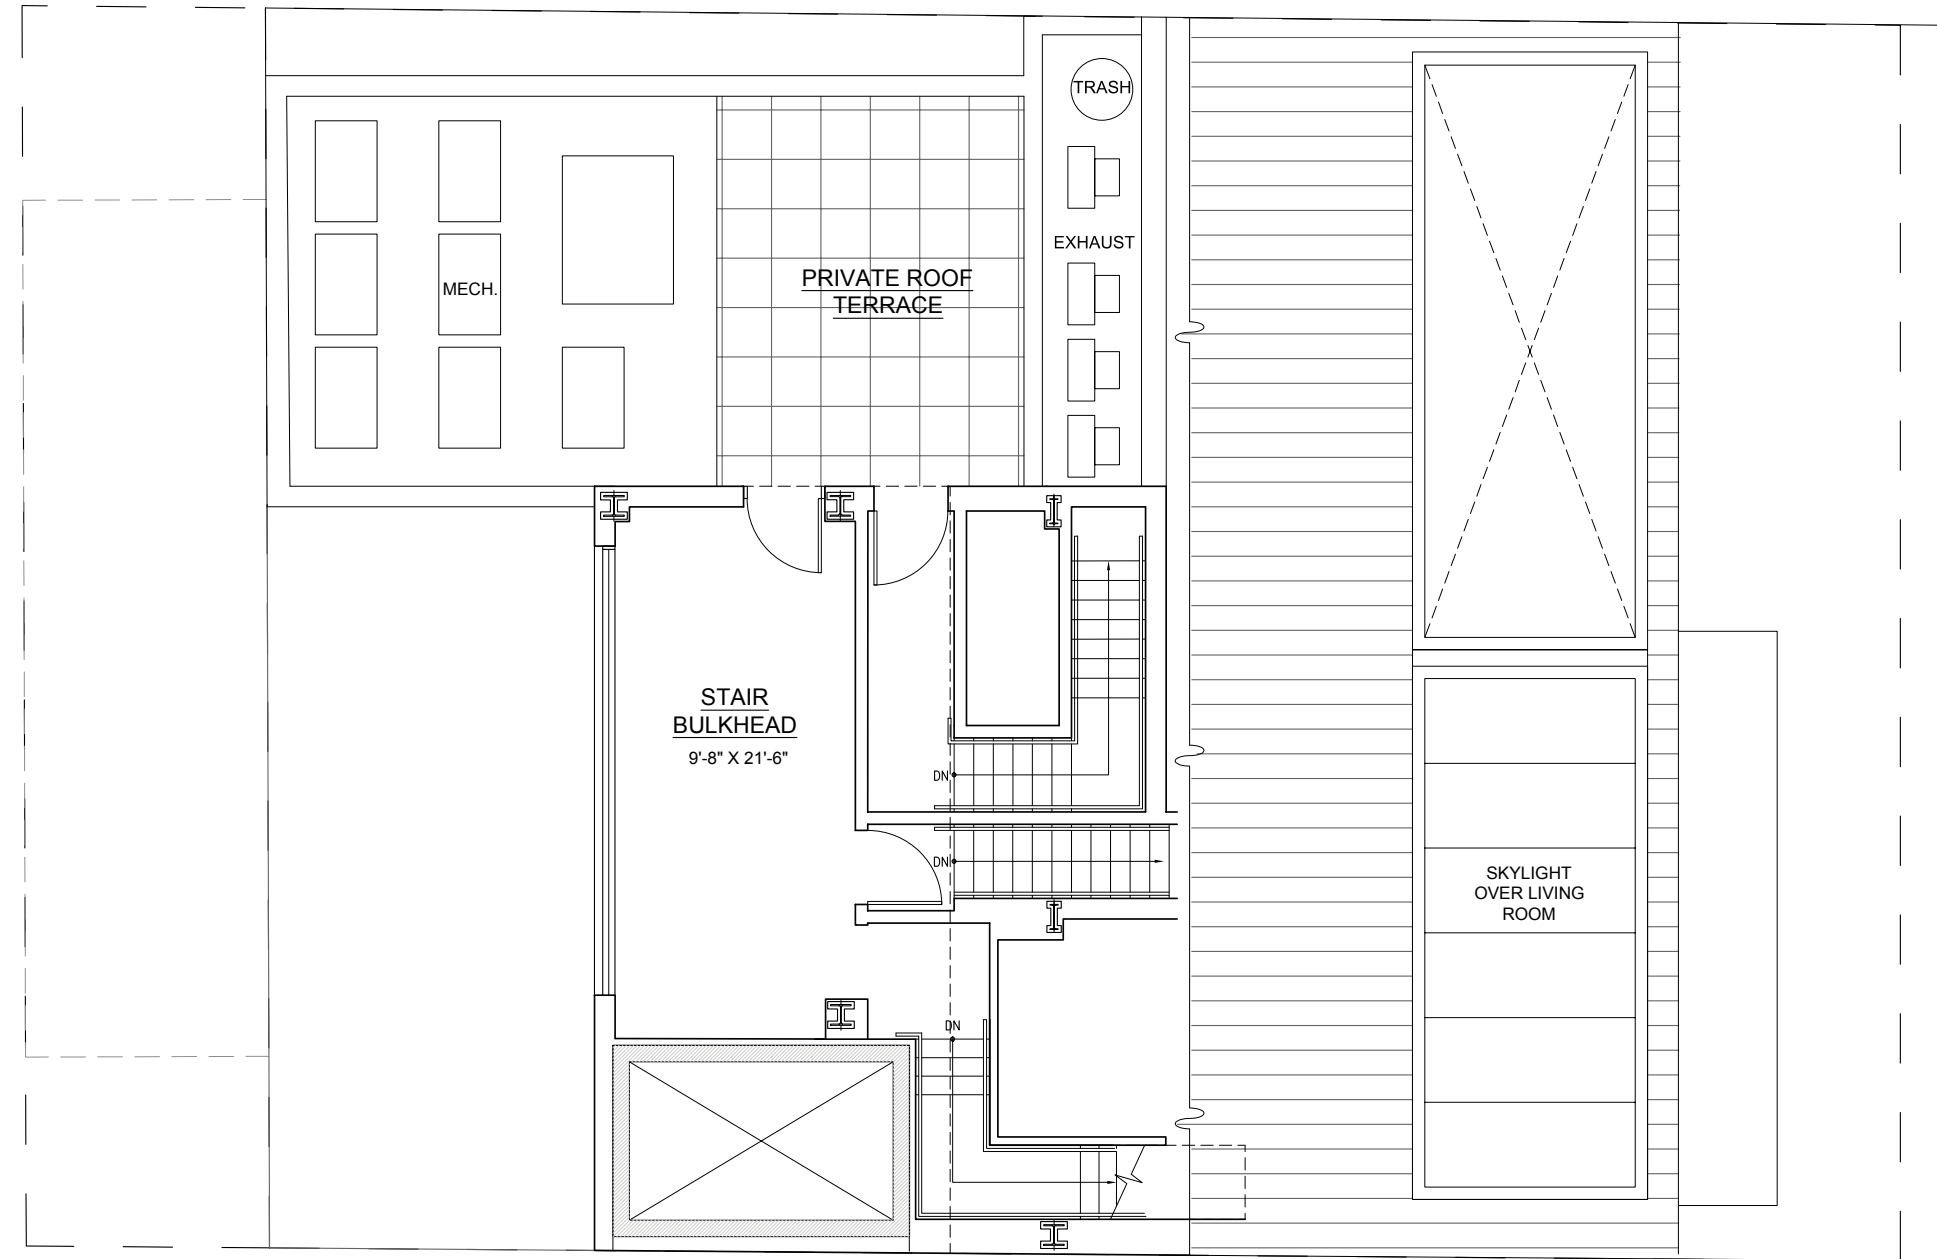 TRASH
EXHAUST
PRIVATE ROOF
TERRACE
MECH.
STAIR
BULKHEAD
9'-8" X 21'-6"
DN
DN
SKYLIGHT
OVER LIVING
ROOM
DN